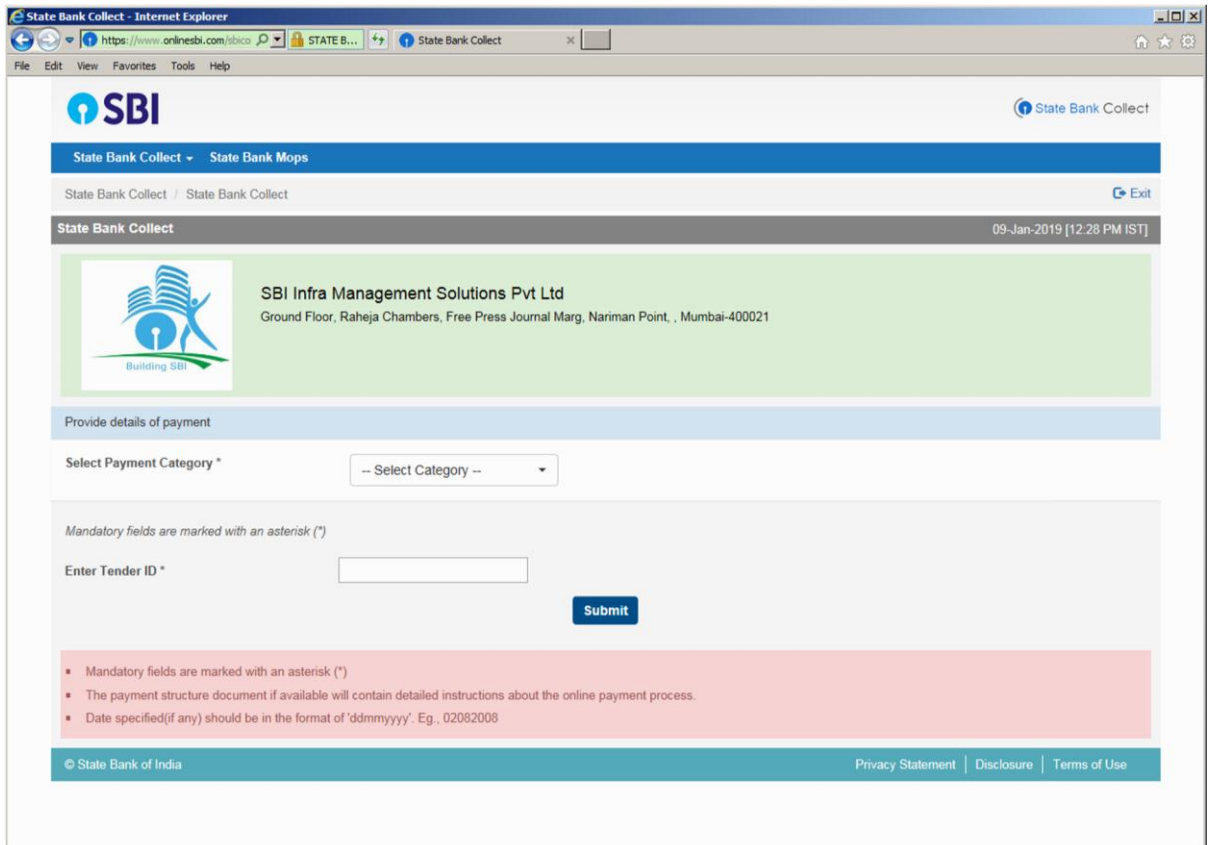 State Bank Collect - Internet Explorer
https://www.onlinesbi.com/sbico STATE B... State Bank Collect
File Edit View Favorites Tools Help
SBI State Bank Collect
State Bank Collect State Bank Mops
State Bank Collect / State Bank Collect Exit
State Bank Collect 09-Jan-2019 [12:28 PM IST]
SBI Infra Management Solutions Pvt Ltd
Ground Floor, Raheja Chambers, Free Press Journal Marg, Nariman Point, , Mumbai-400021
Building SBI
Provide details of payment
Select Payment Category * -- Select Category --
Mandatory fields are marked with an asterisk (*)
Enter Tender ID *
Submit
Mandatory fields are marked with an asterisk (*)
The payment structure document if available will contain detailed instructions about the online payment process.
Date specified(if any) should be in the format of 'ddmmyyyy'. Eg., 02082008
© State Bank of India Privacy Statement | Disclosure | Terms of Use